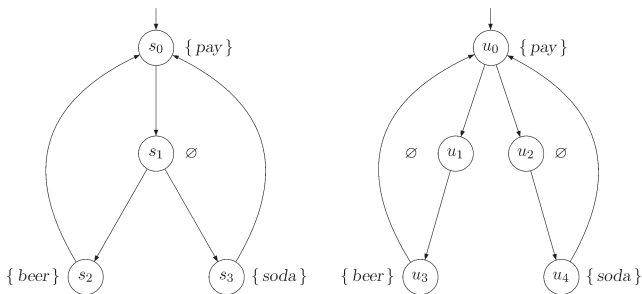 s₀ { pay } u₀ { pay }
s₁ ∅ ∅ u₁ u₂ ∅
{ beer } s₂ s₃ { soda } { beer } u₃ u₄ { soda }